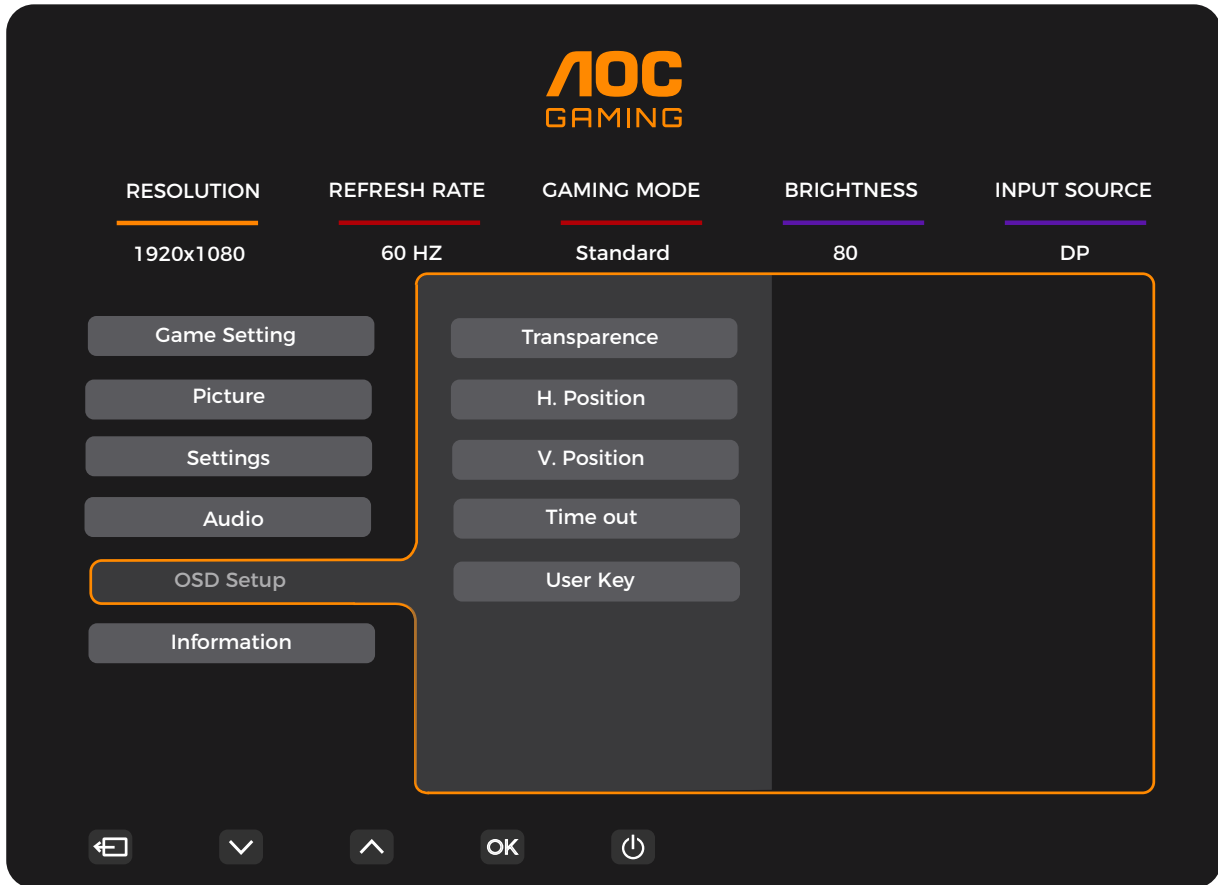 AOC
GAMING
RESOLUTION REFRESH RATE GAMING MODE BRIGHTNESS INPUT SOURCE
1920x1080 60 HZ Standard 80 DP
Game Setting
Picture
Settings
Audio
OSD Setup
Information
Transparence
H. Position
V. Position
Time out
User Key
OK